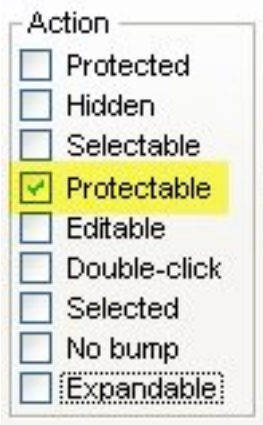 Action
Protected
Hidden
Selectable
Protectable
Editable
Double-click
Selected
No bump
Expandable